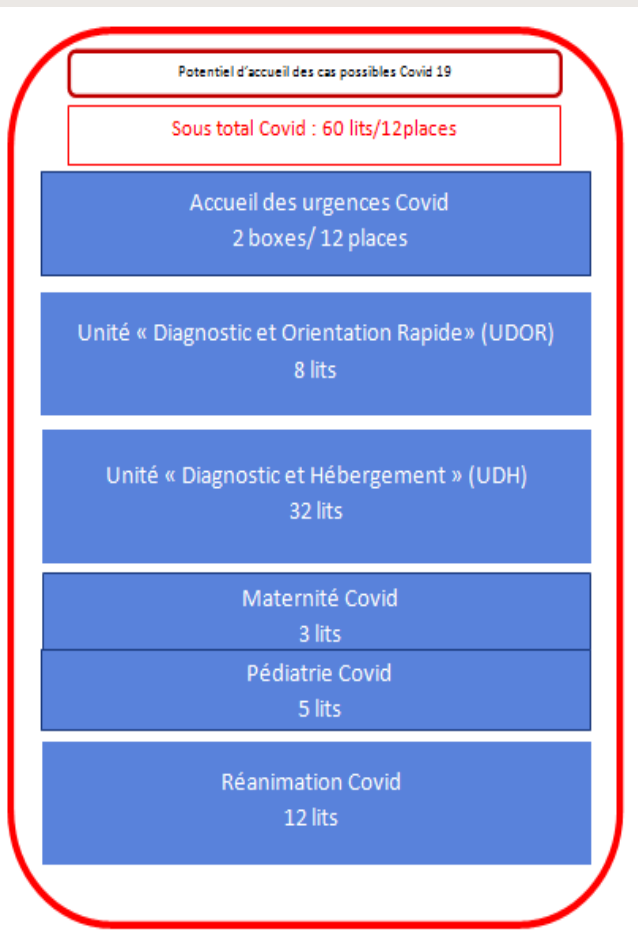 Potentiel d'accueil des cas possibles Covid 19
Sous total Covid : 60 lits/12places
Accueil des urgences Covid
2 boxes/ 12 places
Unité « Diagnostic et Orientation Rapide» (UDOR)
8 lits
Unité « Diagnostic et Hébergement » (UDH)
32 lits
Maternité Covid
3 lits
Pédiatrie Covid
5 lits
Réanimation Covid
12 lits